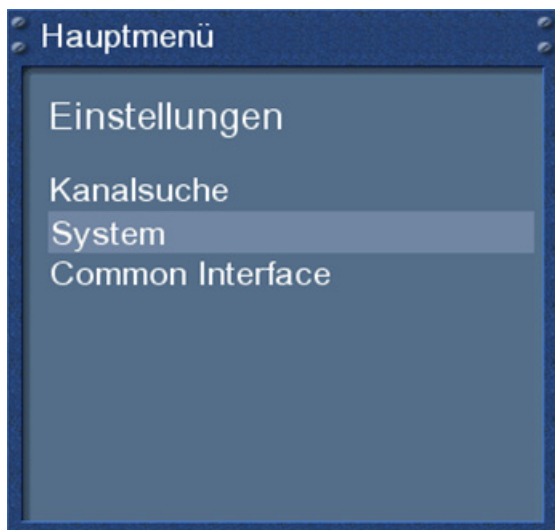 Hauptmenü
Einstellungen
Kanalsuche
System
Common Interface